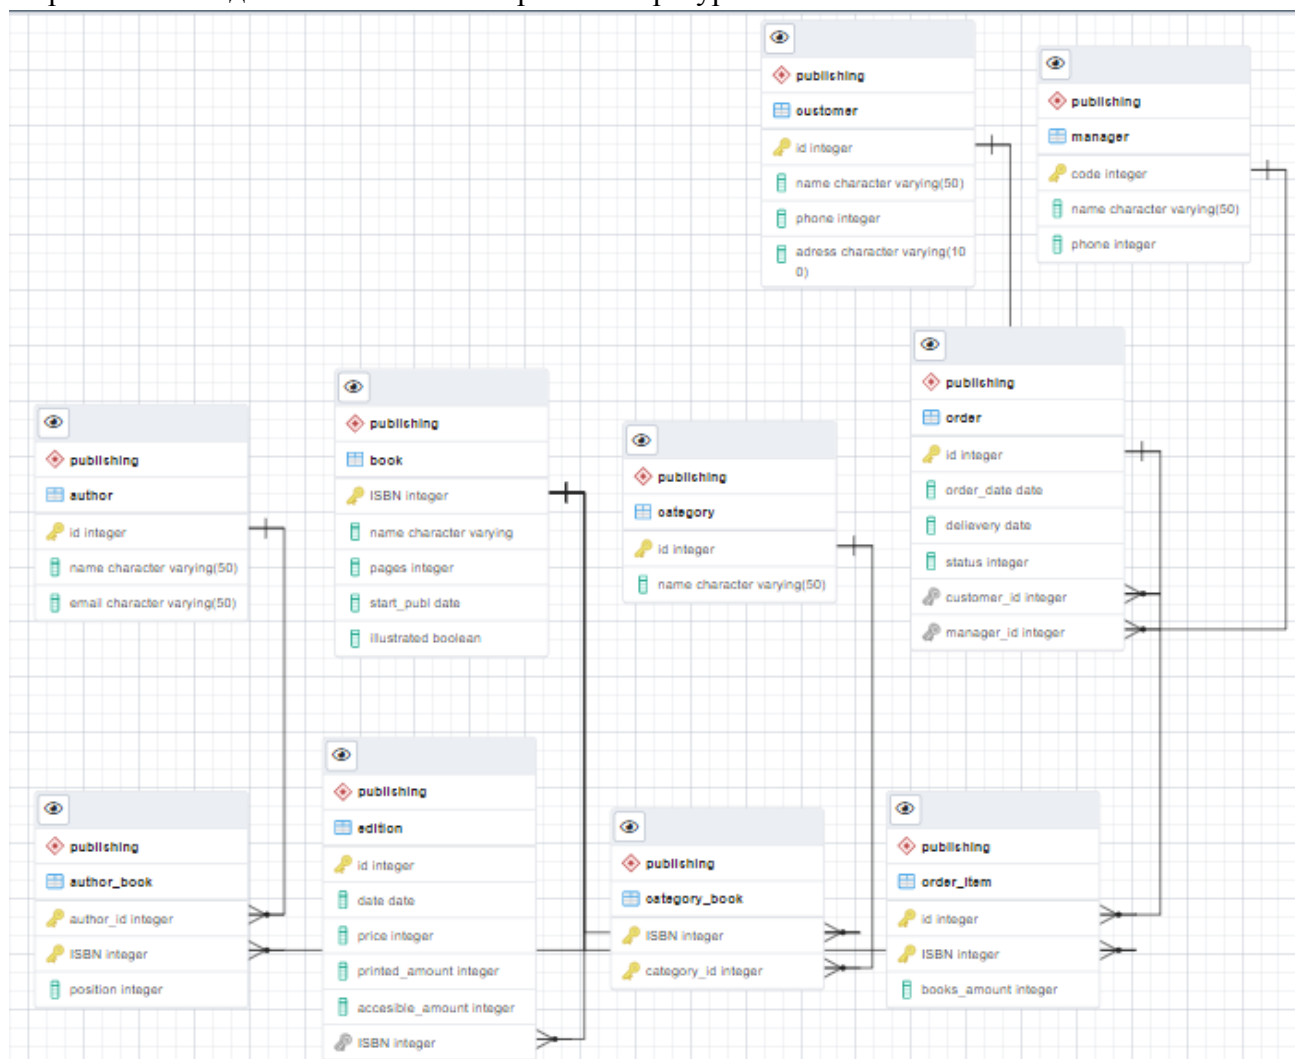 publishing
customer
id integer
name character varying(50)
phone integer
adress character varying(10
0)
publishing
manager
code integer
name character varying(50)
phone integer
publishing
order
id integer
order_date date
delievery date
status integer
customer_id integer
manager_id integer
publishing
book
ISBN integer
name character varying
pages integer
start_publ date
illustrated boolean
publishing
author
id integer
name character varying(50)
email character varying(50)
publishing
category
id integer
name character varying(50)
publishing
author_book
author_id integer
ISBN integer
position integer
publishing
edition
id integer
date date
price integer
printed_amount integer
accesible_amount integer
ISBN integer
publishing
category_book
ISBN integer
category_id integer
publishing
order_item
id integer
ISBN integer
books_amount integer